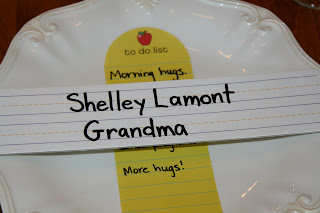 to do list
Morning hugs.
Shelley Lamont
Grandma
More hugs!